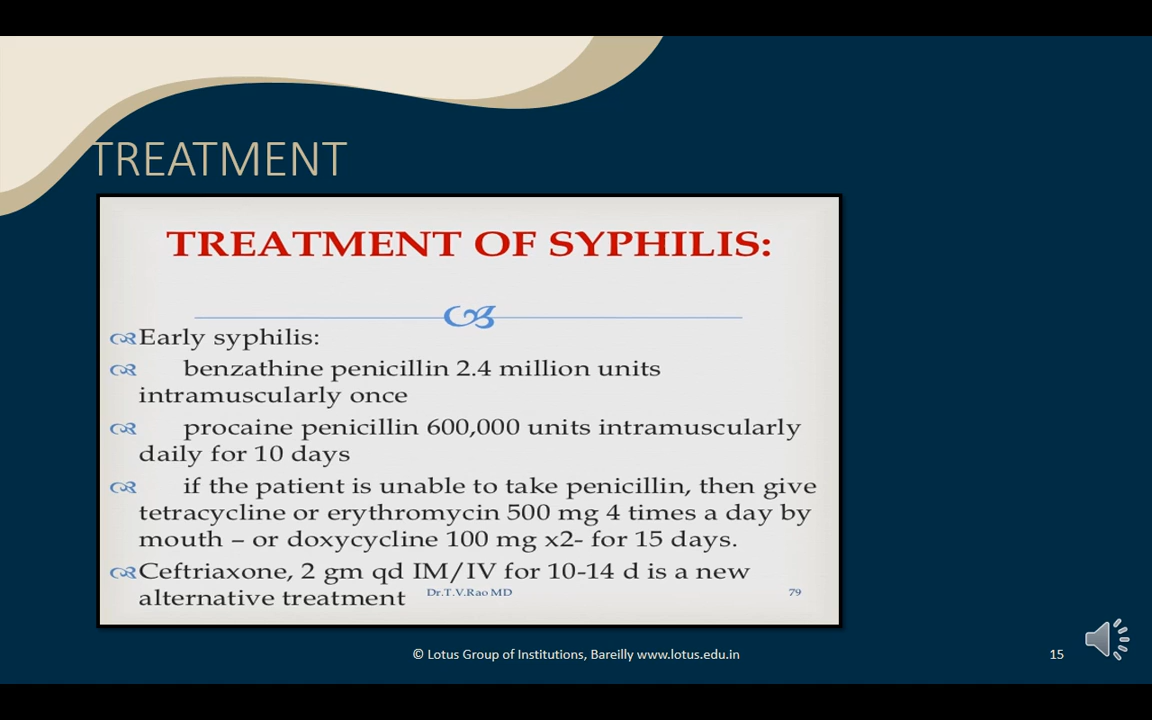 TREATMENT
TREATMENT OF SYPHILIS:
Early syphilis:
benzathine penicillin 2.4 million units
intramuscularly once
procaine penicillin 600,000 units intramuscularly
daily for 10 days
if the patient is unable to take penicillin, then give
tetracycline or erythromycin 500 mg 4 times a day by
mouth – or doxycycline 100 mg x2- for 15 days.
Ceftriaxone, 2 gm qd IM/IV for 10-14 d is a new
alternative treatment
Dr.T.V.Rao MD
79
© Lotus Group of Institutions, Bareilly www.lotus.edu.in
15